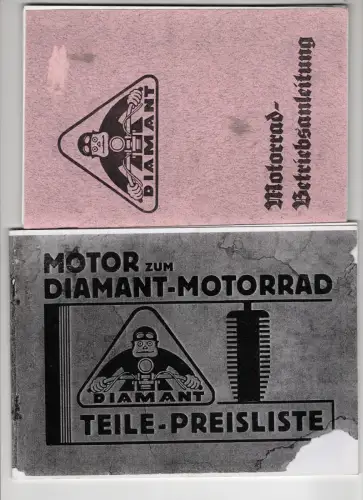 DIAMANT
Motorrad-
Betriebsanleitung
MOTOR ZUM
DIAMANT-MOTORRAD
DIAMANT
TEILE-PREISLISTE